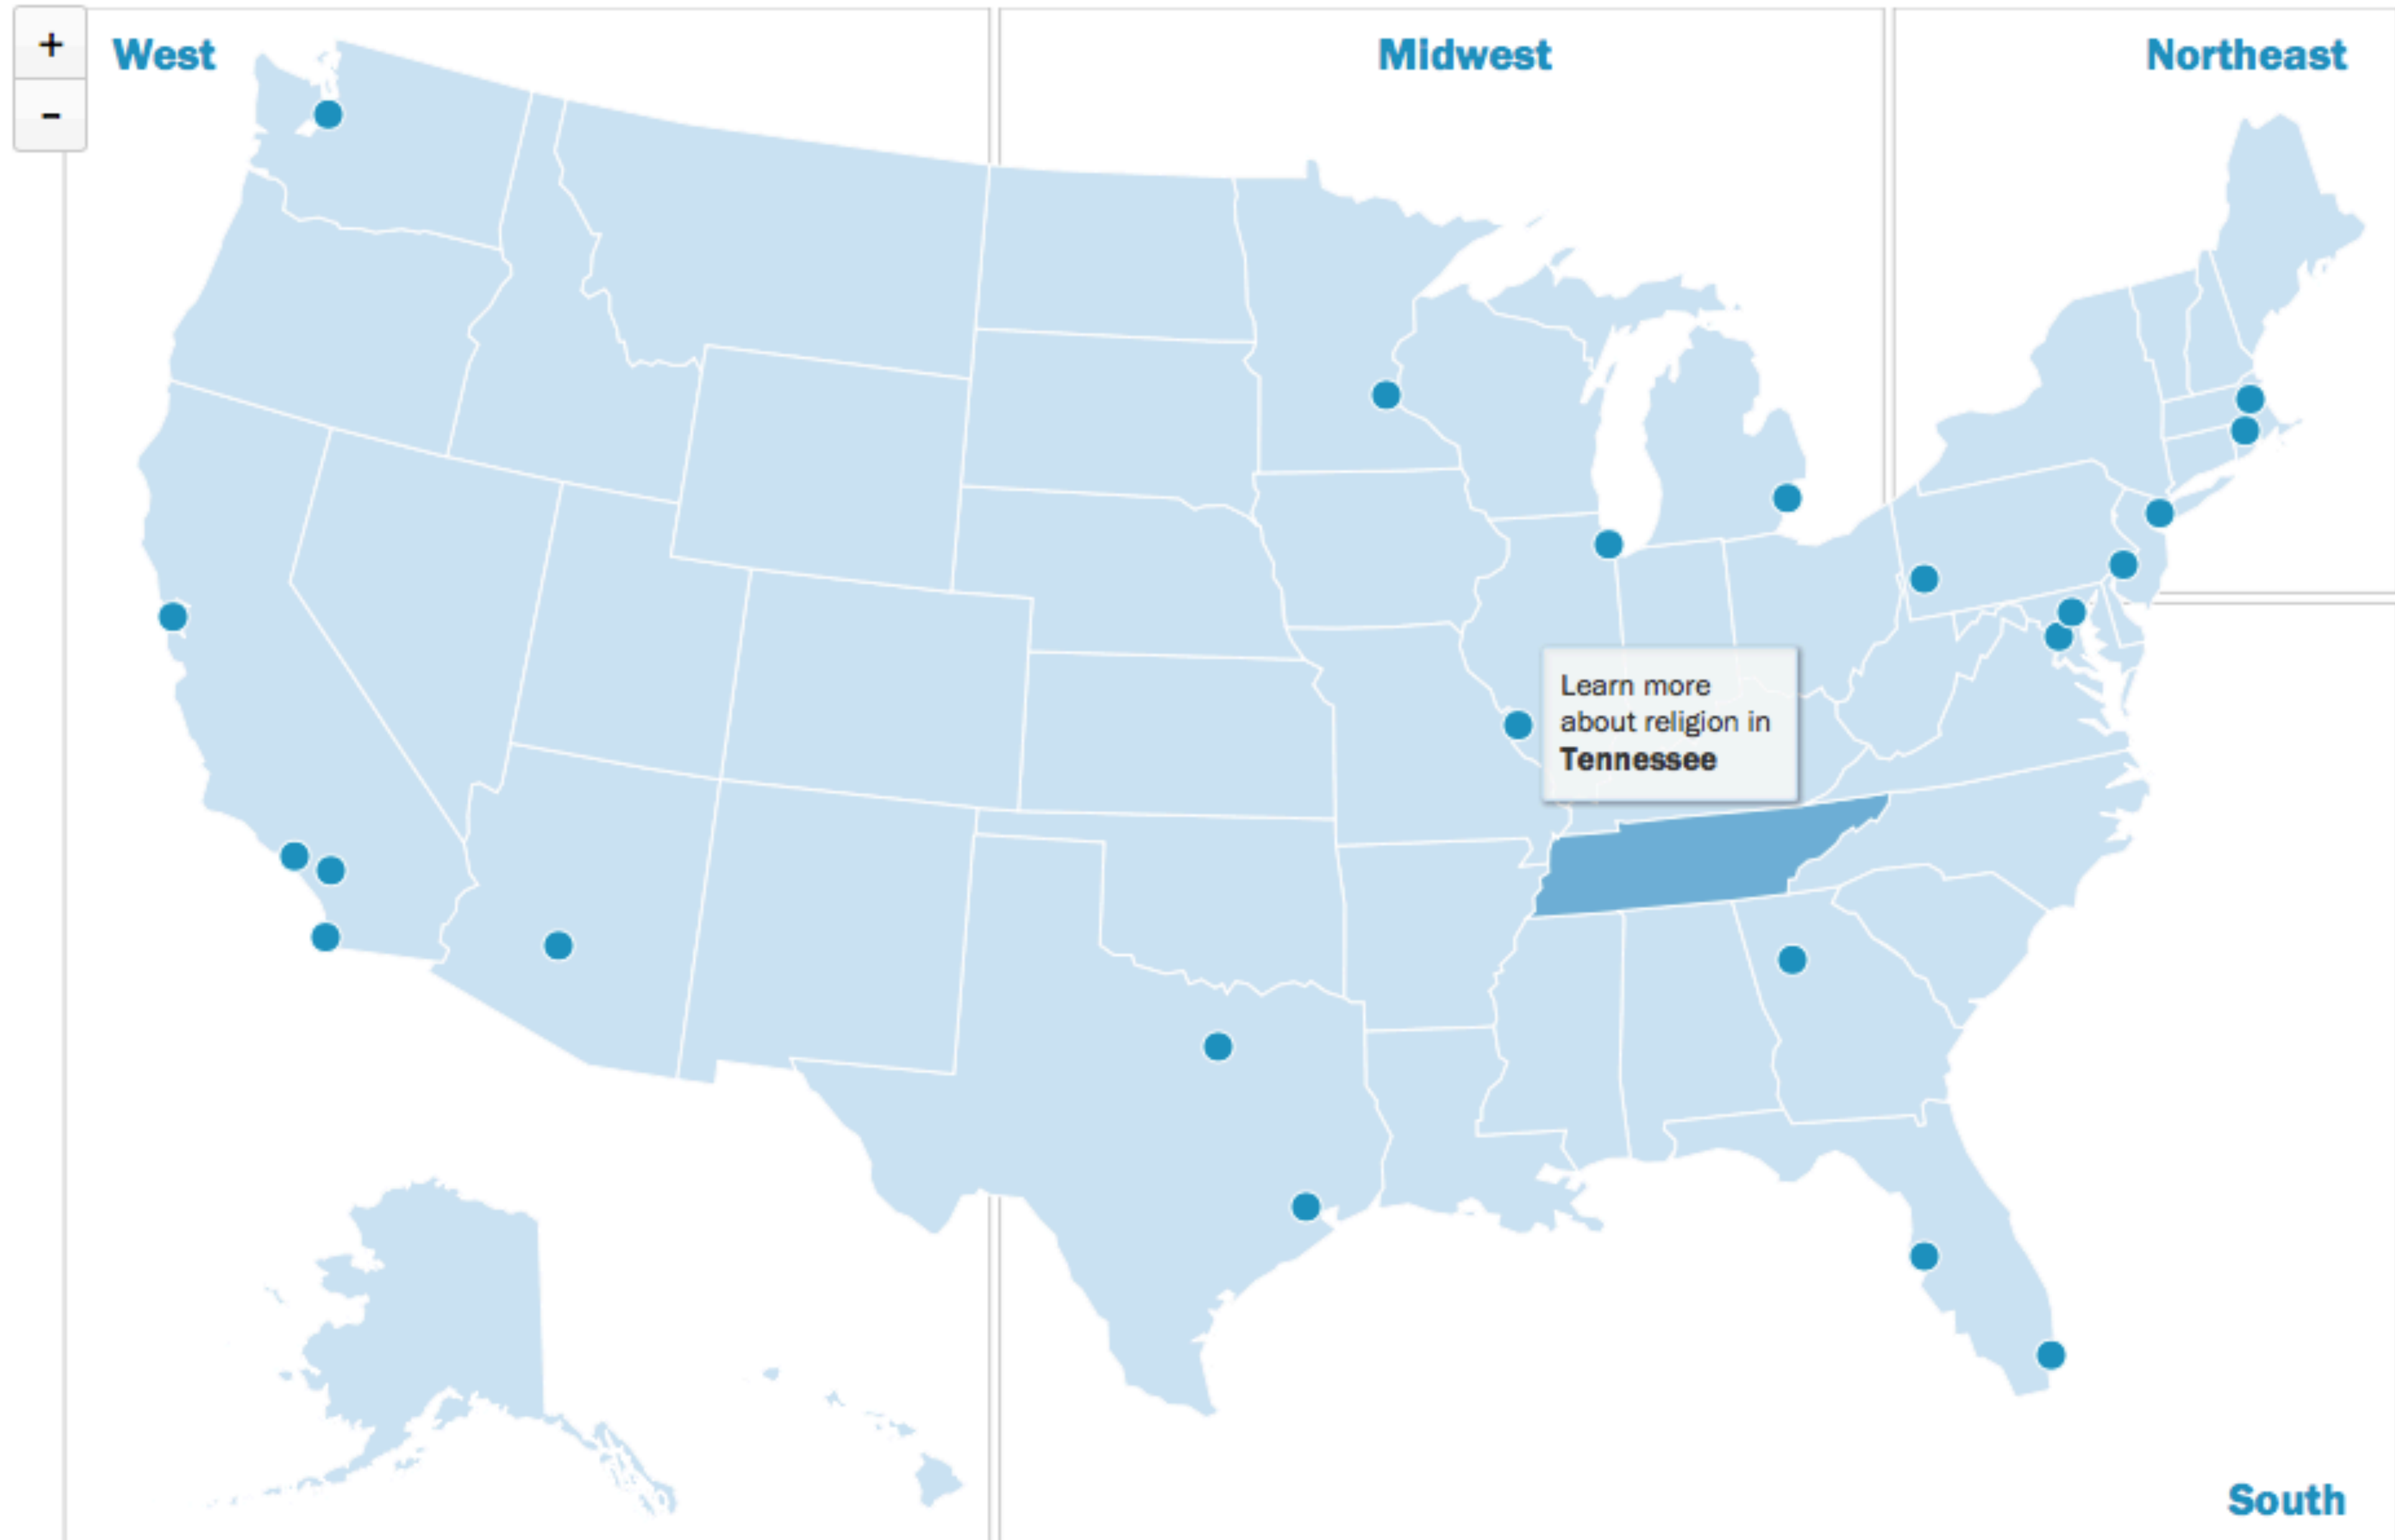 +
-
West
Midwest
Northeast
Learn more
about religion in
Tennessee
South